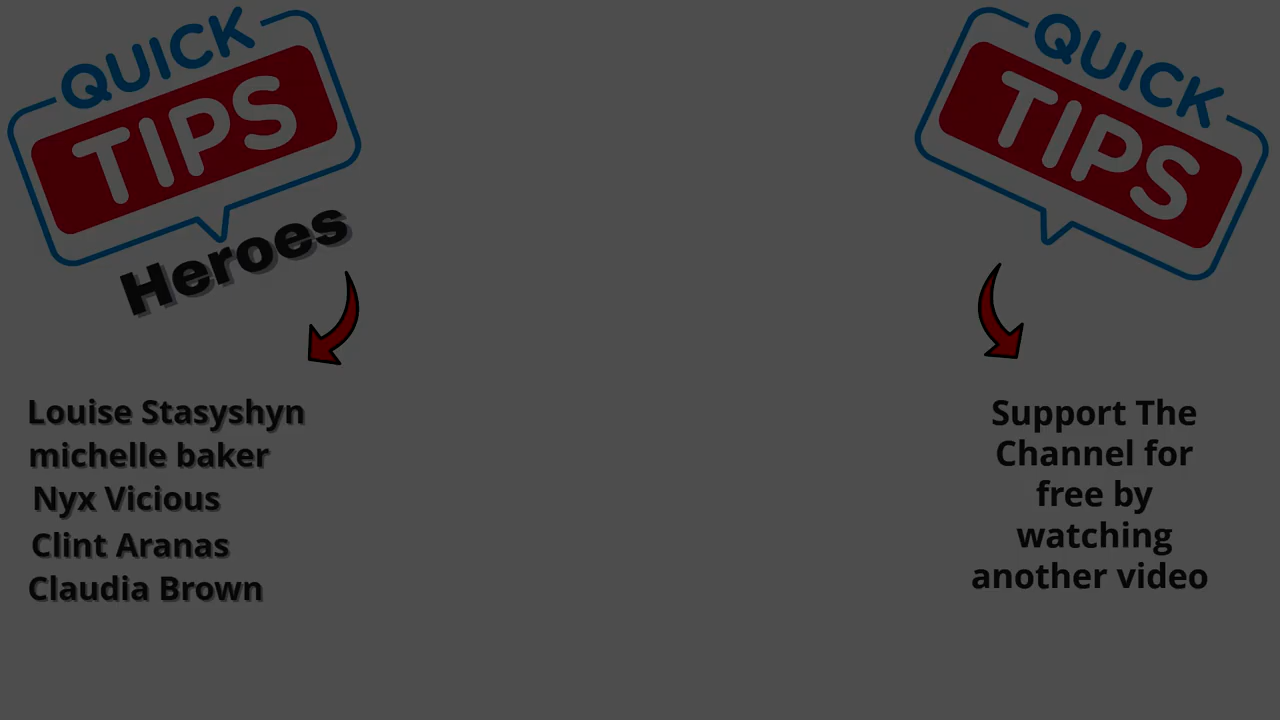 QUICK
TIPS
Heroes
Louise Stasyshyn
michelle baker
Nyx Vicious
Clint Aranas
Claudia Brown
QUICK
TIPS
Support The
Channel for
free by
watching
another video